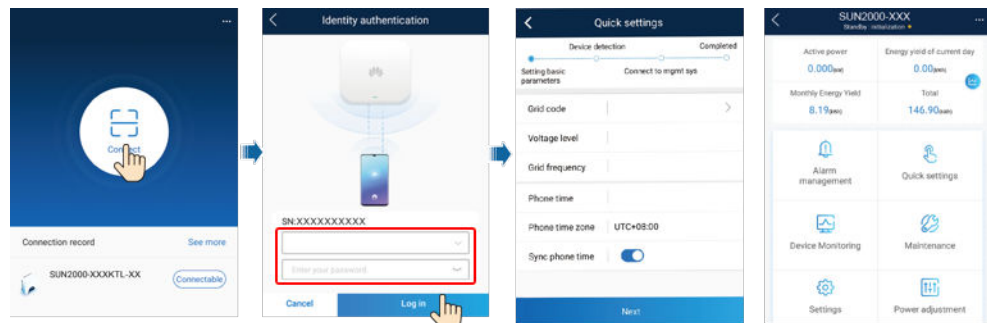 Connect
Connection record
See more
SUN2000-XXXKTL-XX
Connectable
Identity authentication
SN:XXXXXXXXXX
Enter your password
Cancel
Log in
Quick settings
Device detection
Completed
Setting basic
parameters
Connect to mgmt sys
Grid code
Voltage level
Grid frequency
Phone time
Phone time zone
UTC+08:00
Sync phone time
Next
SUN2000-XXX
Standby : initialization
Active power
Energy yield of current day
0.000(kW)
0.00(kWh)
Monthly Energy Yield
Total
8.19(kWh)
146.90(kWh)
Alarm
management
Quick settings
Device Monitoring
Maintenance
Settings
Power adjustment